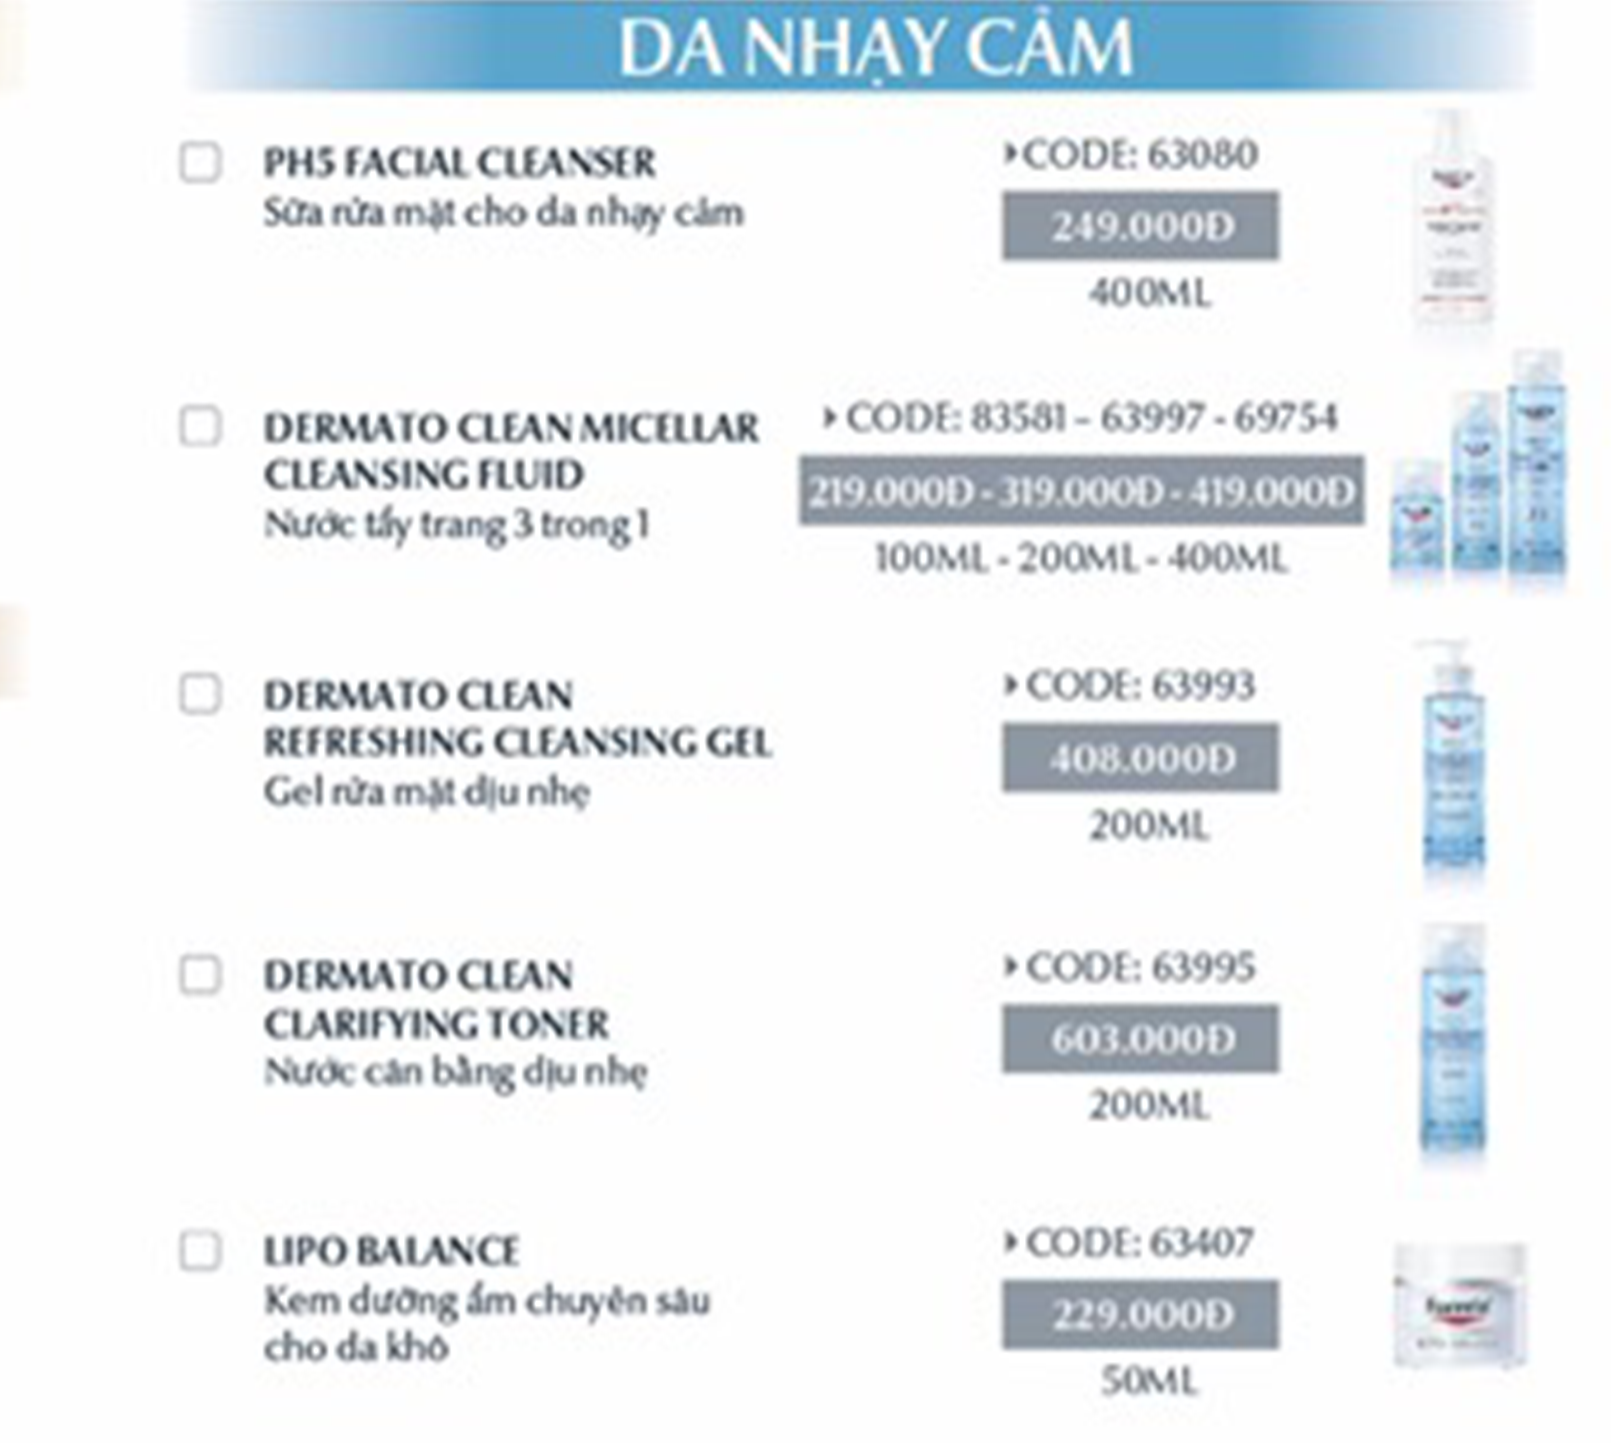 DA NHẠY CẢM
PH5 FACIAL CLEANSER
Sữa rửa mặt cho da nhạy cảm
▸CODE: 63080
249.000Đ
400ML
DERMATO CLEAN MICELLAR
CLEANSING FLUID
Nước tẩy trang 3 trong 1
▸CODE: 83581 – 63997 - 69754
219.000Đ - 319.000Đ - 419.000Đ
100ML - 200ML - 400ML
DERMATO CLEAN
REFRESHING CLEANSING GEL
Gel rửa mặt dịu nhẹ
▸CODE: 63993
408.000Đ
200ML
DERMATO CLEAN
CLARIFYING TONER
Nước cân bằng dịu nhẹ
▸CODE: 63995
603.000Đ
200ML
LIPO BALANCE
Kem dưỡng ẩm chuyên sâu
cho da khô
▸CODE: 63407
229.000Đ
50ML
Eucerin